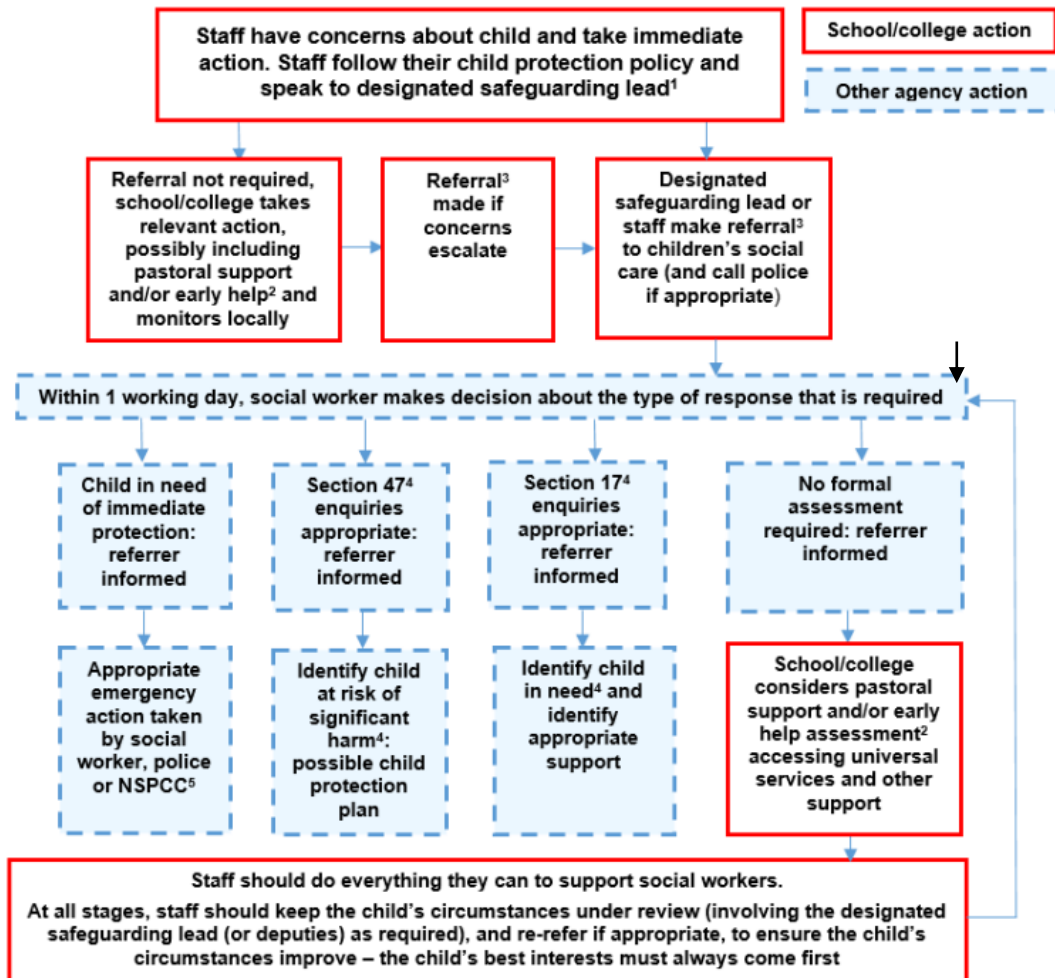 Staff have concerns about child and take immediate
action. Staff follow their child protection policy and
speak to designated safeguarding lead¹
School/college action
Other agency action
Referral not required,
school/college takes
relevant action,
possibly including
pastoral support
and/or early help² and
monitors locally
Referral³
made if
concerns
escalate
Designated
safeguarding lead or
staff make referral³
to children’s social
care (and call police
if appropriate)
Within 1 working day, social worker makes decision about the type of response that is required
Child in need
of immediate
protection:
referrer
informed
Section 47⁴
enquiries
appropriate:
referrer
informed
Section 17⁴
enquiries
appropriate:
referrer
informed
No formal
assessment
required: referrer
informed
Appropriate
emergency
action taken
by social
worker, police
or NSPCC⁵
Identify child
at risk of
significant
harm⁴:
possible child
protection
plan
Identify child
in need⁴ and
identify
appropriate
support
School/college
considers pastoral
support and/or early
help assessment²
accessing universal
services and other
support
Staff should do everything they can to support social workers.
At all stages, staff should keep the child’s circumstances under review (involving the designated
safeguarding lead (or deputies) as required), and re-refer if appropriate, to ensure the child’s
circumstances improve – the child’s best interests must always come first